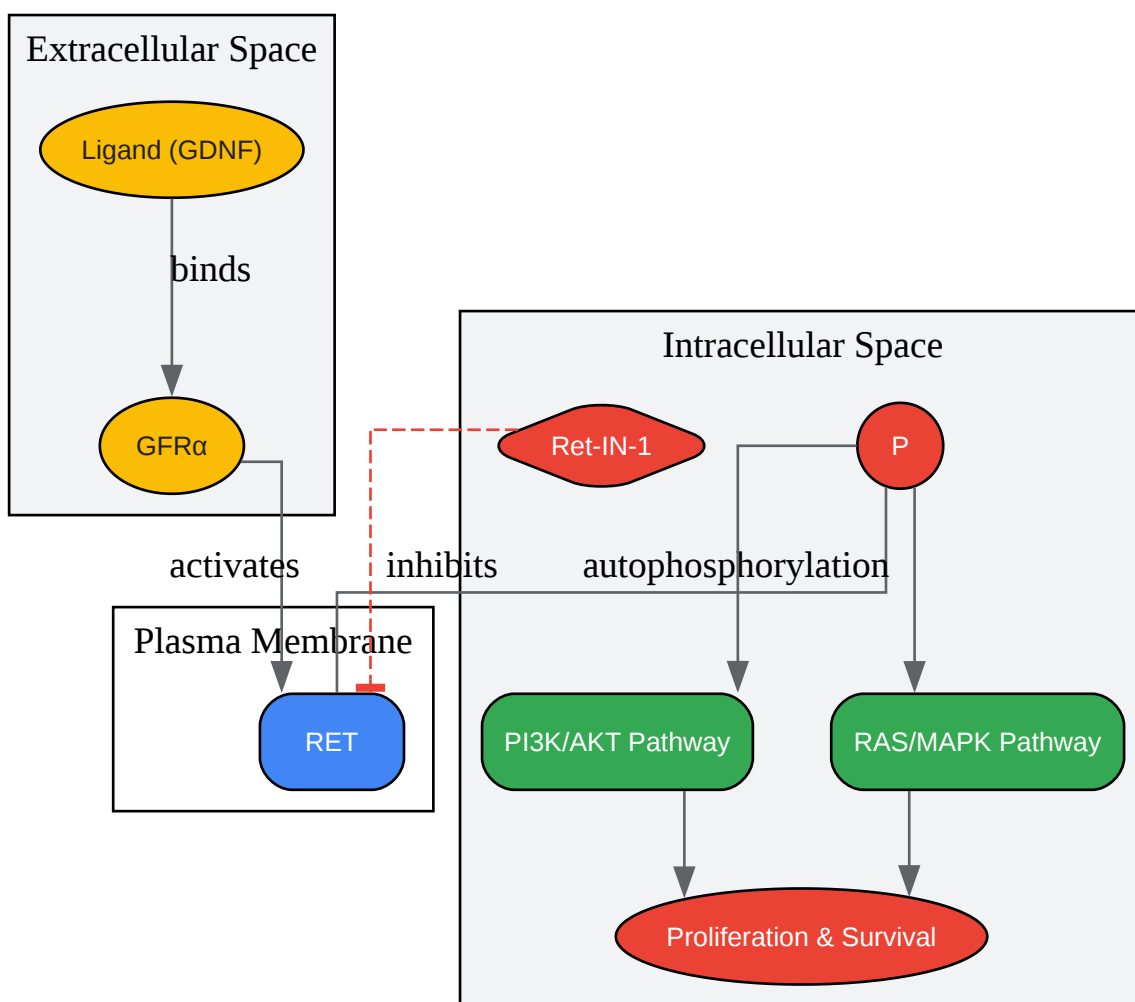 Extracellular Space
Ligand (GDNF)
binds
Intracellular Space
GFRα
Ret-IN-1
P
activates
inhibits
autophosphorylation
Plasma Membrane
RET
PI3K/AKT Pathway
RAS/MAPK Pathway
Proliferation & Survival